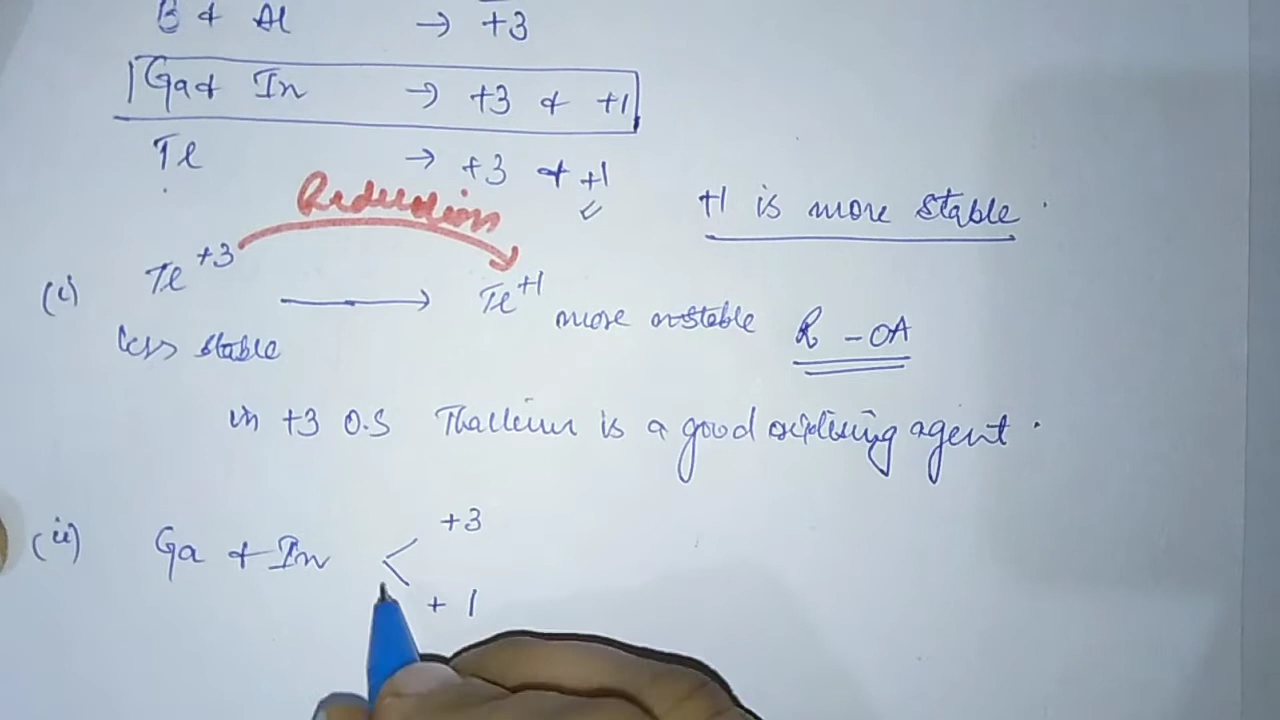 B & Al → +3
Ga & In → +3 & +1
Tl → +3 & +1
+1 is more stable.
Reduction
(i) Tl +3 → Tl +1
less stable more stable R - OA
in +3 O.S Thallium is a good oxidising agent.
(ii) Ga & In < +3
+1